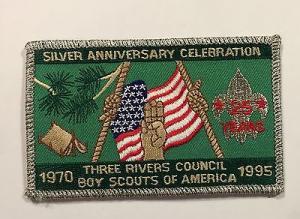 SILVER ANNIVERSARY CELEBRATION
25
YEARS
THREE RIVERS COUNCIL
1970 BOY SCOUTS OF AMERICA 1995